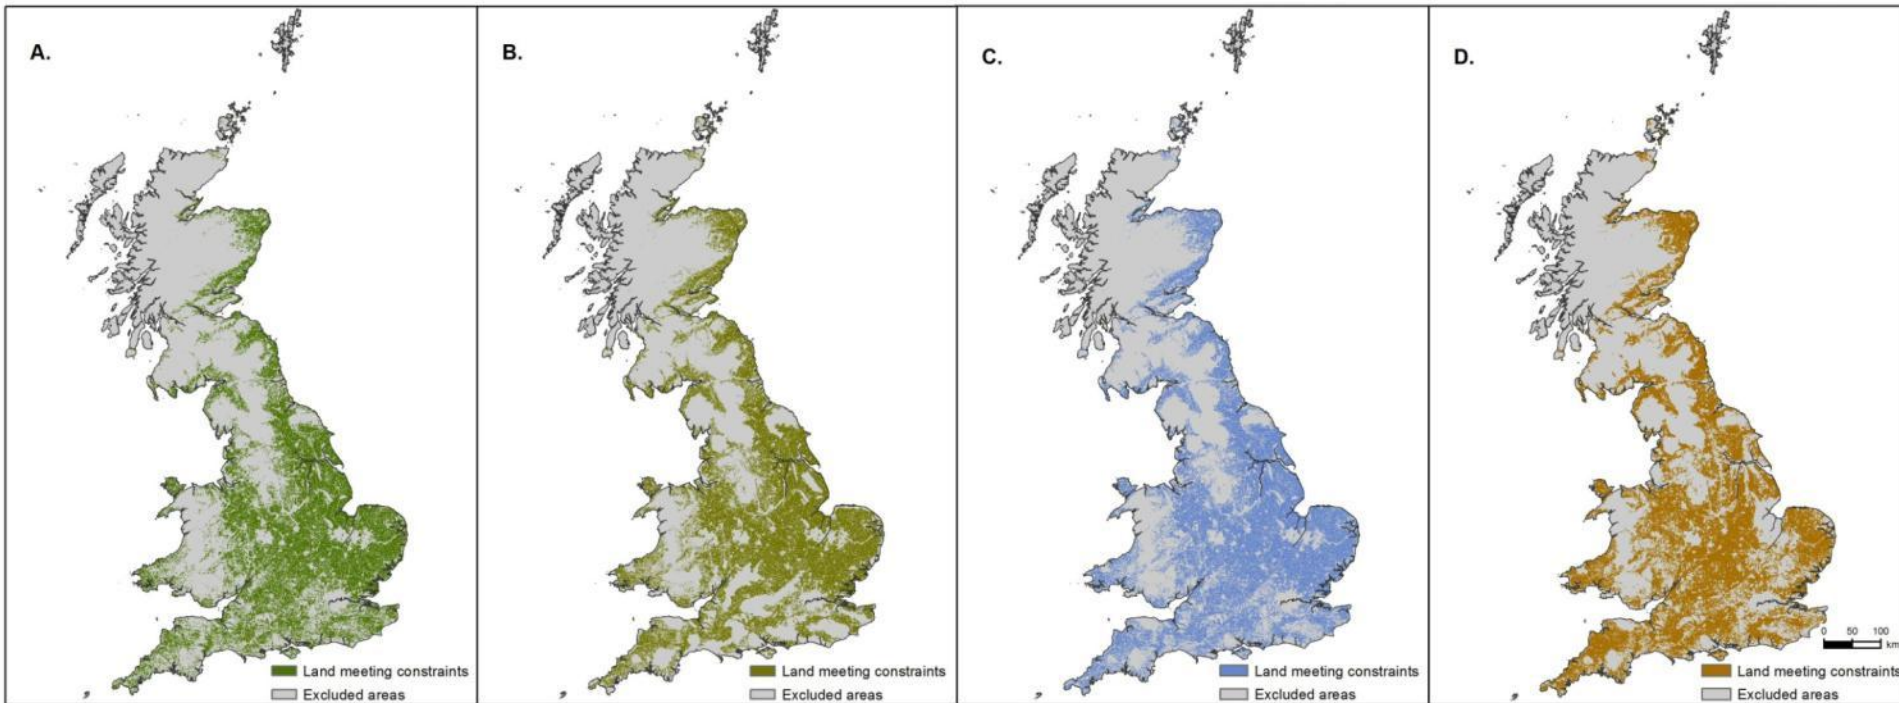 A.
B.
C.
D.
0 50 100
km
Land meeting constraints
Excluded areas
Land meeting constraints
Excluded areas
Land meeting constraints
Excluded areas
Land meeting constraints
Excluded areas